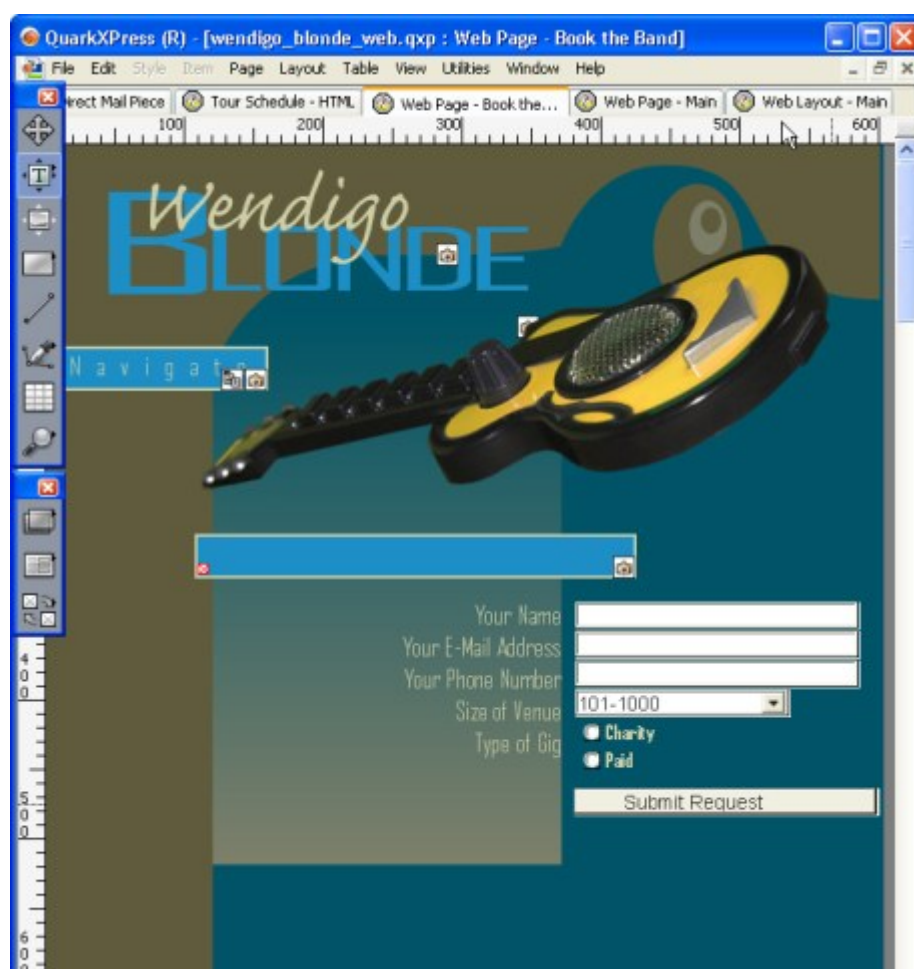 QuarkXPress (R) - [wendigo_blonde_web.qxp : Web Page - Book the Band]
File Edit Style Item Page Layout Table View Utilities Window Help
irect Mail Piece Tour Schedule - HTML Web Page - Book the... Web Page - Main Web Layout - Main
100 200 300 400 500 600
Wendigo
BLONDE
Navigate
Your Name
Your E-Mail Address
Your Phone Number
400
Size of Venue 101-1000
Type of Gig Charity
Paid
500
Submit Request
60